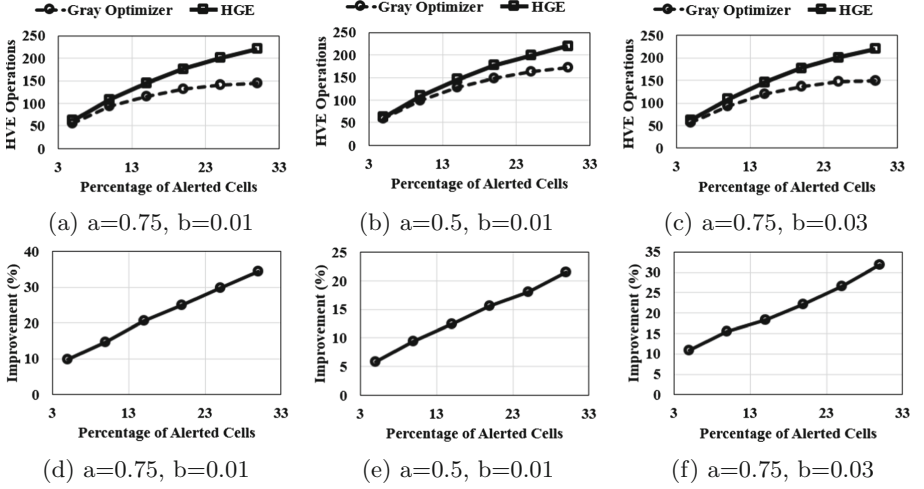 Gray Optimizer HGE
Gray Optimizer HGE
Gray Optimizer HGE
HVE Operations
250
200
150
100
50
0
3 13 23 33
Percentage of Alerted Cells
HVE Operations
250
200
150
100
50
0
3 13 23 33
Percentage of Alerted Cells
HVE Operations
250
200
150
100
50
0
3 13 23 33
Percentage of Alerted Cells
(a) a=0.75, b=0.01
(b) a=0.5, b=0.01
(c) a=0.75, b=0.03
Improvement (%)
40
30
20
10
0
3 13 23 33
Percentage of Alerted Cells
Improvement (%)
25
20
15
10
5
0
3 13 23 33
Percentage of Alerted Cells
Improvement (%)
35
30
25
20
15
10
5
0
3 13 23 33
Percentage of Alerted Cells
(d) a=0.75, b=0.01
(e) a=0.5, b=0.01
(f) a=0.75, b=0.03